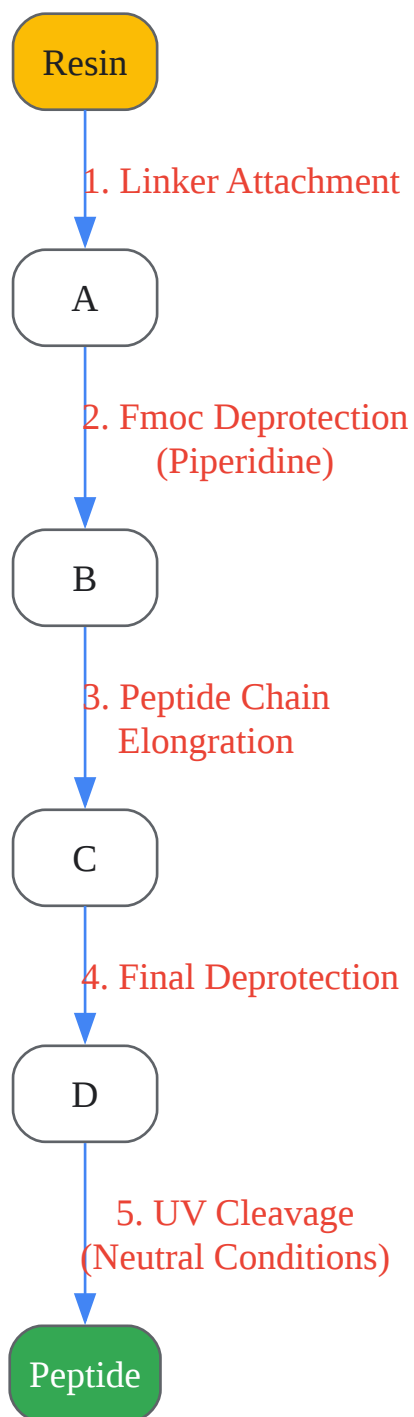 Resin
1. Linker Attachment
A
2. Fmoc Deprotection
(Piperidine)
B
3. Peptide Chain
Elongration
C
4. Final Deprotection
D
5. UV Cleavage
(Neutral Conditions)
Peptide